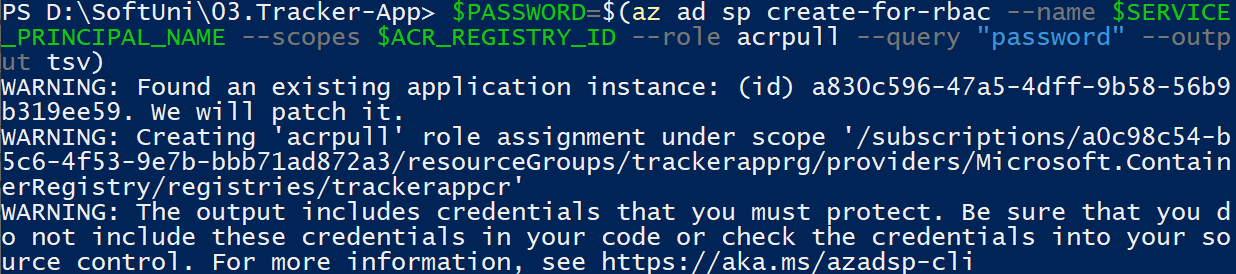 PS D:\SoftUni\03.Tracker-App> $PASSWORD=$(az ad sp create-for-rbac --name $SERVICE
_PRINCIPAL_NAME --scopes $ACR_REGISTRY_ID --role acrpull --query "password" --outp
ut tsv)
WARNING: Found an existing application instance: (id) a830c596-47a5-4dff-9b58-56b9
b319ee59. We will patch it.
WARNING: Creating 'acrpull' role assignment under scope '/subscriptions/a0c98c54-b
5c6-4f53-9e7b-bbb71ad872a3/resourceGroups/trackerapprg/providers/Microsoft.Contain
erRegistry/registries/trackerappcr'
WARNING: The output includes credentials that you must protect. Be sure that you d
o not include these credentials in your code or check the credentials into your so
urce control. For more information, see https://aka.ms/azadsp-cli